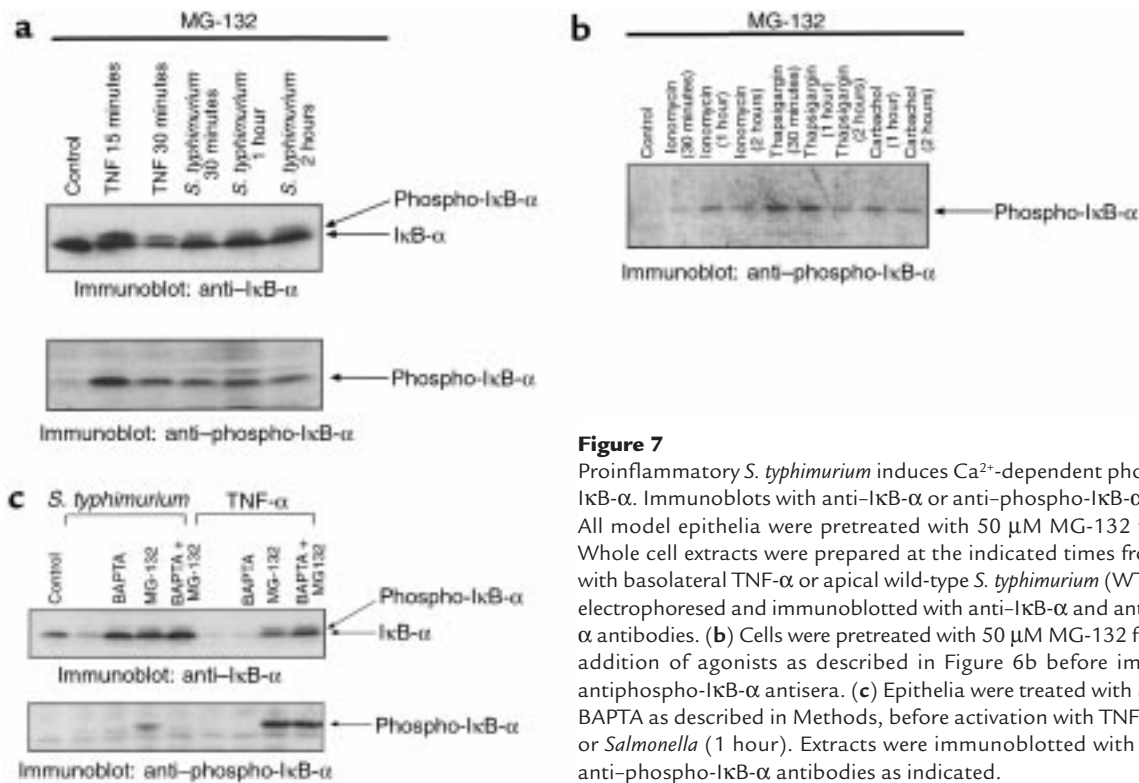 a
MG-132
Control
TNF 15 minutes
TNF 30 minutes
S. typhimurium
30 minutes
S. typhimurium
1 hour
S. typhimurium
2 hours
Phospho-IκB-α
IκB-α
Immunoblot: anti–IκB-α
Phospho-IκB-α
Immunoblot: anti–phospho-IκB-α
b
MG-132
Control
Ionomycin
(30 minutes)
Ionomycin
(1 hour)
Ionomycin
(2 hours)
Thapsigargin
(30 minutes)
Thapsigargin
(1 hour)
Thapsigargin
(2 hours)
Carbachol
(1 hour)
Carbachol
(2 hours)
Phospho-IκB-α
Immunoblot: anti–phospho-IκB-α
c
S. typhimurium
TNF-α
Control
BAPTA
MG-132
BAPTA +
MG-132
BAPTA
MG-132
BAPTA +
MG132
Phospho-IκB-α
IκB-α
Immunoblot: anti–IκB-α
Phospho-IκB-α
Immunoblot: anti–phospho-IκB-α
Figure 7
Proinflammatory S. typhimurium induces Ca²⁺-dependent pho
IκB-α. Immunoblots with anti–IκB-α or anti–phospho-IκB-α
All model epithelia were pretreated with 50 μM MG-132
Whole cell extracts were prepared at the indicated times fro
with basolateral TNF-α or apical wild-type S. typhimurium (WT
electrophoresed and immunoblotted with anti–IκB-α and ant
α antibodies. (b) Cells were pretreated with 50 μM MG-132 f
addition of agonists as described in Figure 6b before im
antiphospho-IκB-α antisera. (c) Epithelia were treated with
BAPTA as described in Methods, before activation with TNF
or Salmonella (1 hour). Extracts were immunoblotted with
anti–phospho-IκB-α antibodies as indicated.